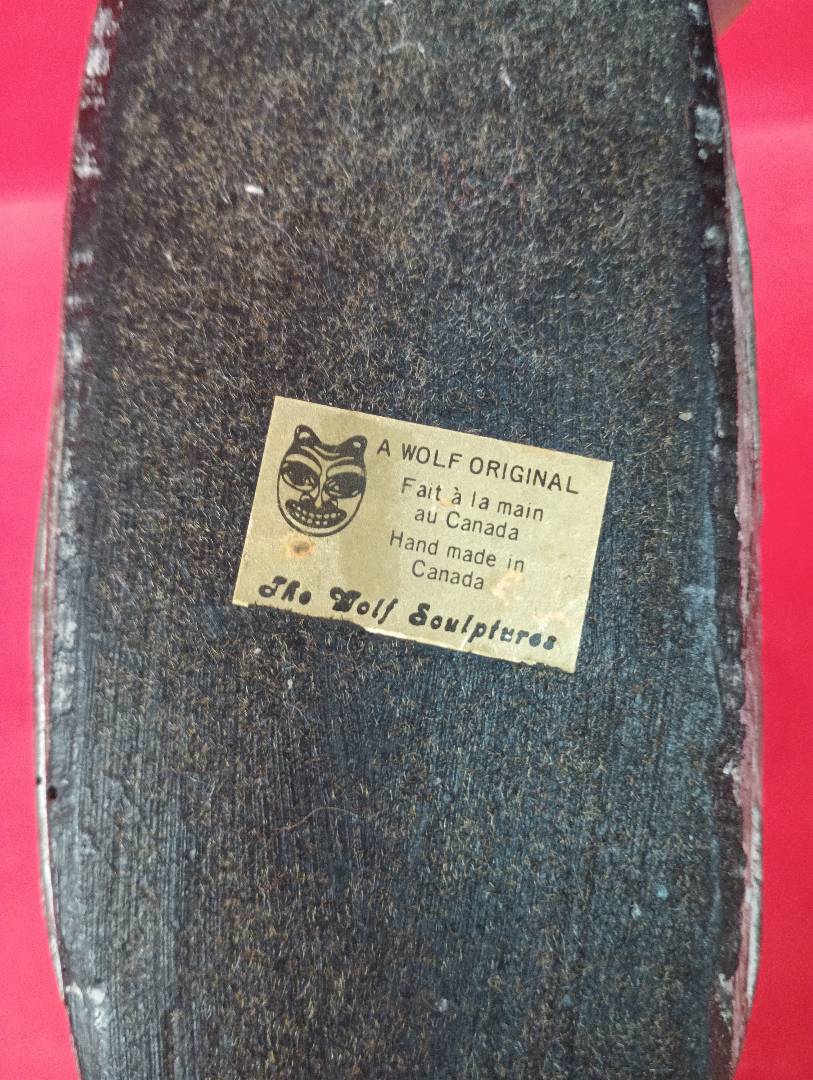 A WOLF ORIGINAL
Fait à la main
au Canada
Hand made in
Canada
The Wolf Sculptures